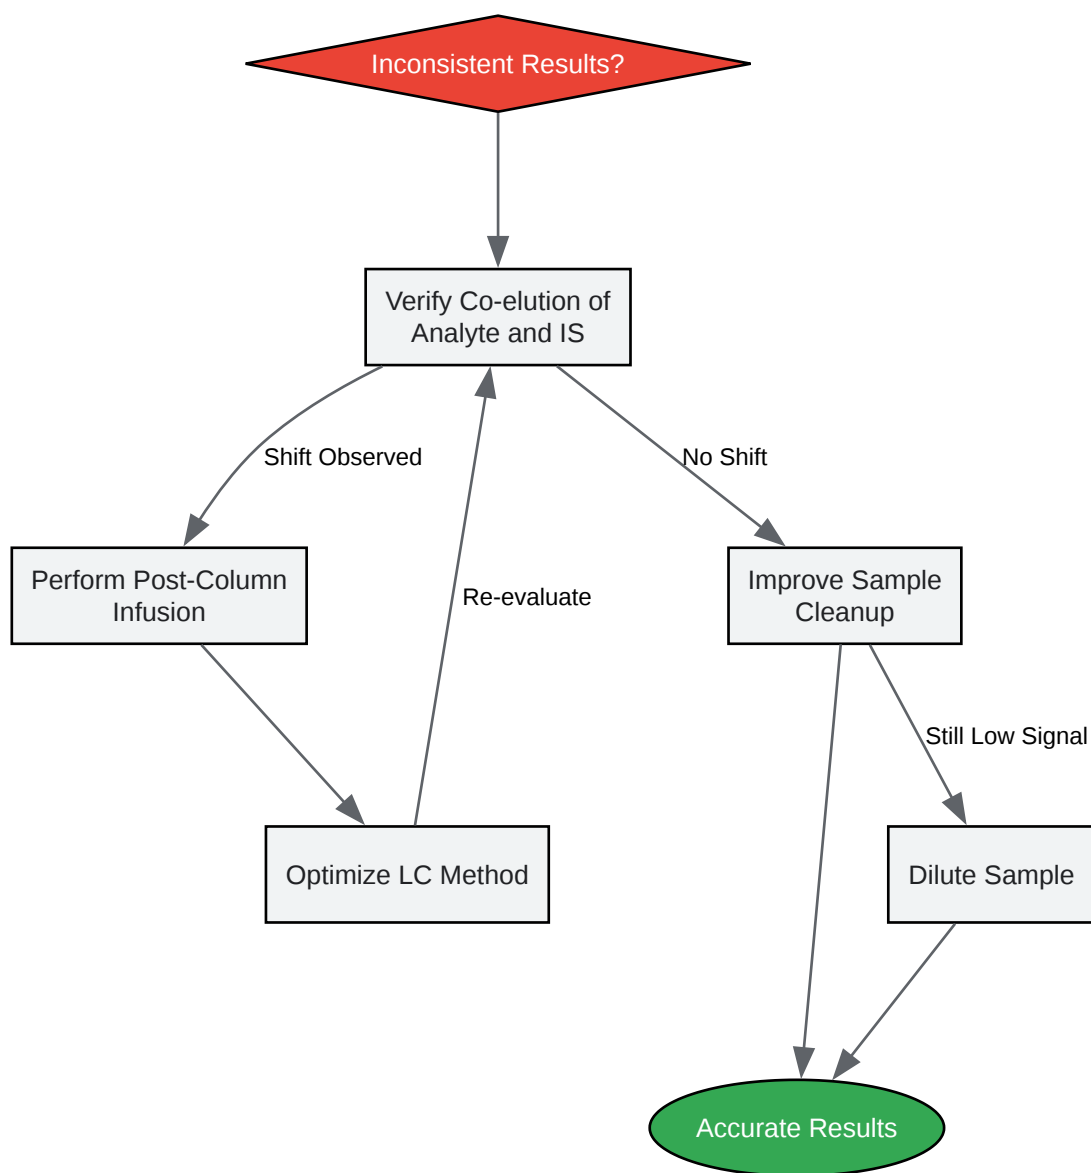 Inconsistent Results?
Verify Co-elution of
Analyte and IS
Shift Observed
No Shift
Perform Post-Column
Infusion
Re-evaluate
Improve Sample
Cleanup
Still Low Signal
Optimize LC Method
Dilute Sample
Accurate Results